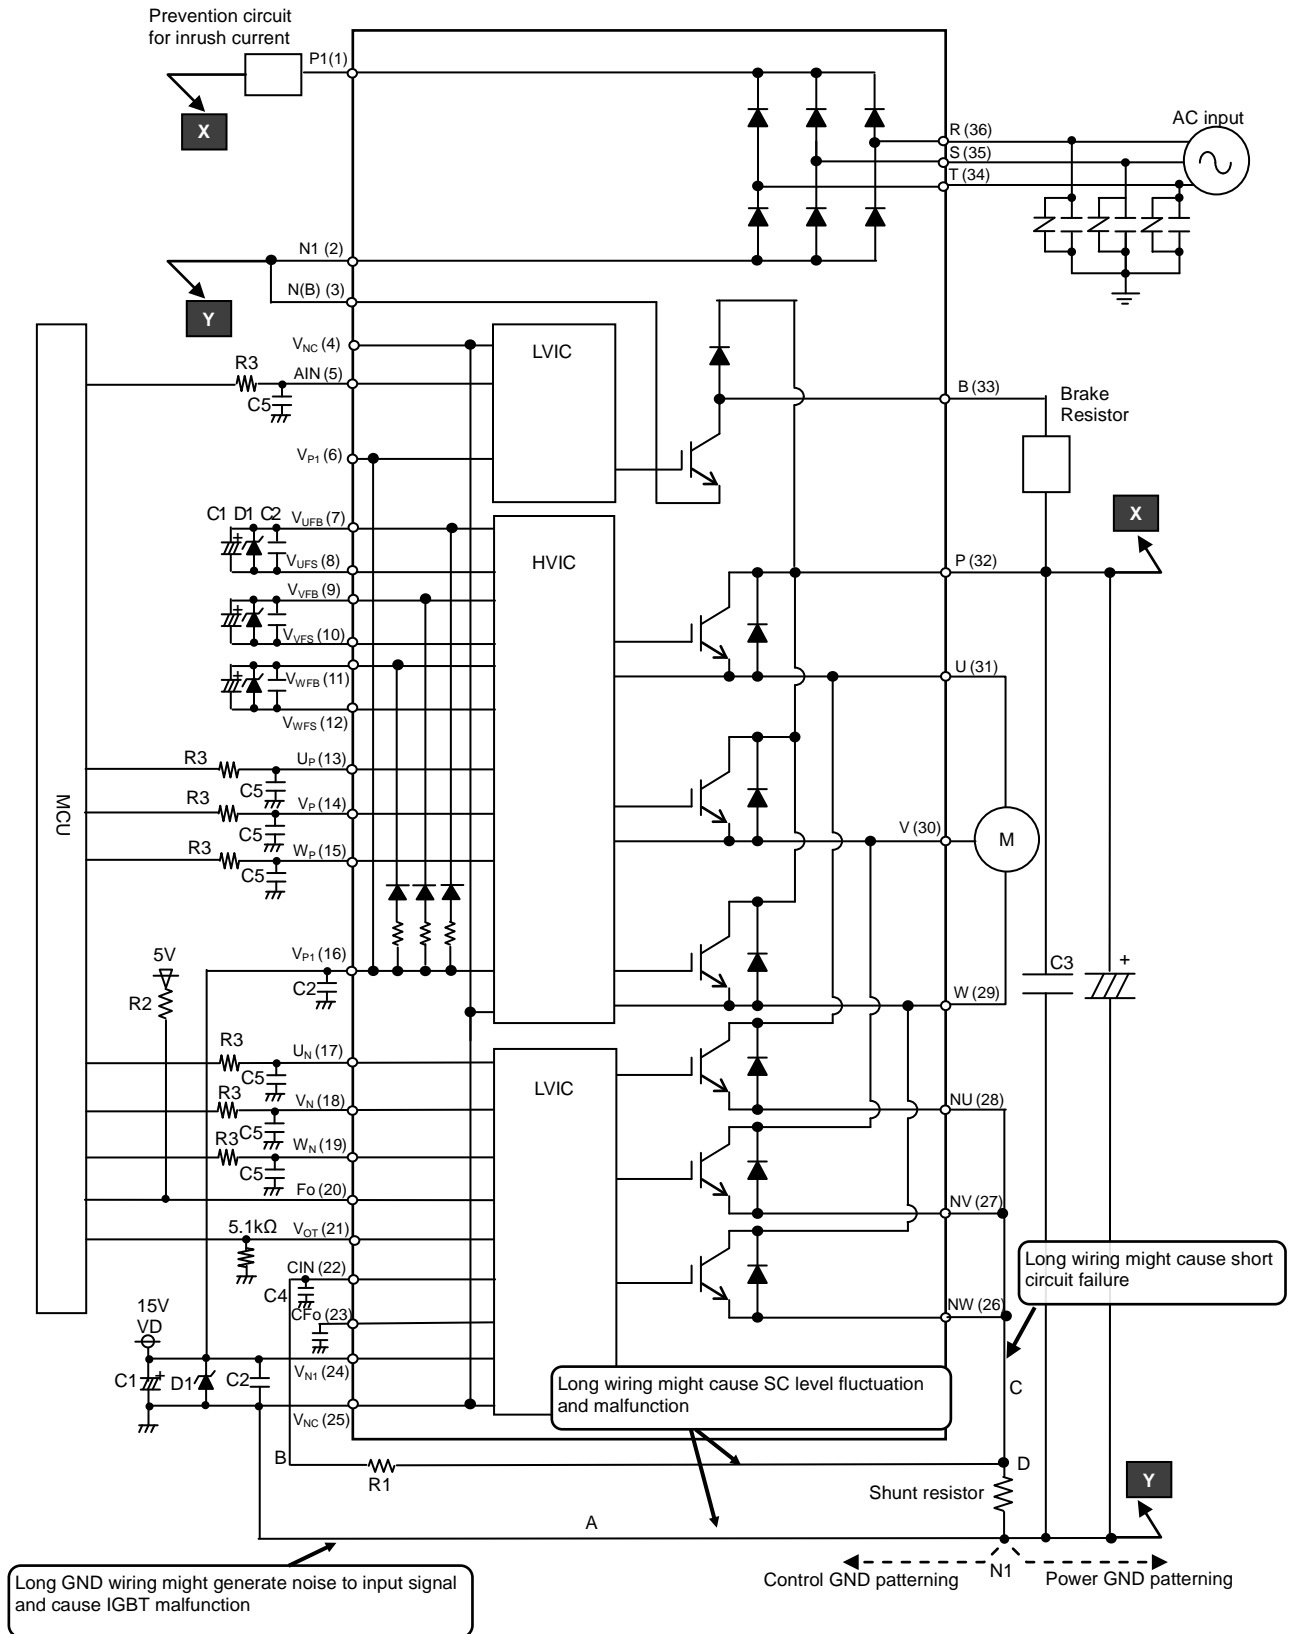 Prevention circuit
for inrush current
P1(1)
X
R (36)
AC input
S (35)
T (34)
N1 (2)
N(B) (3)
Y
VNC (4)
LVIC
R3
AIN (5)
C5
B (33)
Brake
Resistor
VP1 (6)
C1 D1 C2
VUFB (7)
HVIC
X
VUFS (8)
P (32)
VVFB (9)
VVFS (10)
VWFB (11)
U (31)
VWFS (12)
R3
UP (13)
C5
R3
VP (14)
MCU
C5
V (30)
M
R3
WP (15)
C5
5V
VP1 (16)
C3
+
R2
C2
W (29)
R3
UN (17)
C5
LVIC
R3
VN (18)
NU (28)
C5
R3
WN (19)
C5
Fo (20)
NV (27)
5.1kΩ
VOT (21)
Long wiring might cause short
circuit failure
CIN (22)
C4
15V
VD
CFo (23)
NW (26)
C1
+
D1
C2
VN1 (24)
Long wiring might cause SC level fluctuation
and malfunction
C
VNC (25)
B
R1
D
Y
Shunt resistor
A
Long GND wiring might generate noise to input signal
and cause IGBT malfunction
Control GND patterning
N1
Power GND patterning